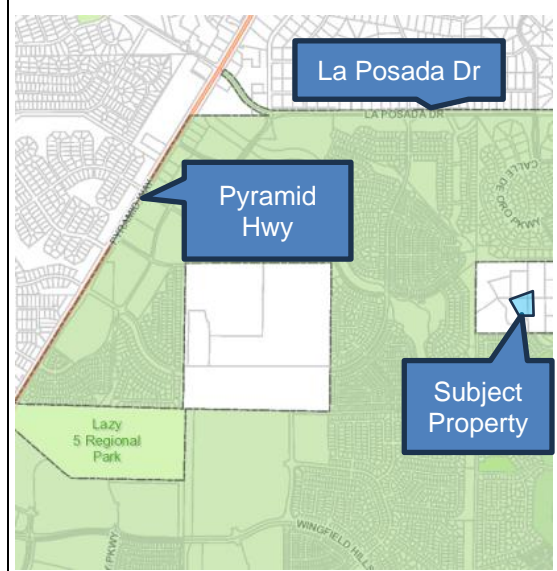 La Posada Dr
LA POSADA DR
CALLE DE
ORO PKWY
Pyramid
Hwy
PYRAMID HWY
Subject
Property
Lazy
5 Regional
Park
WINGFIELD HILLS
PKWY